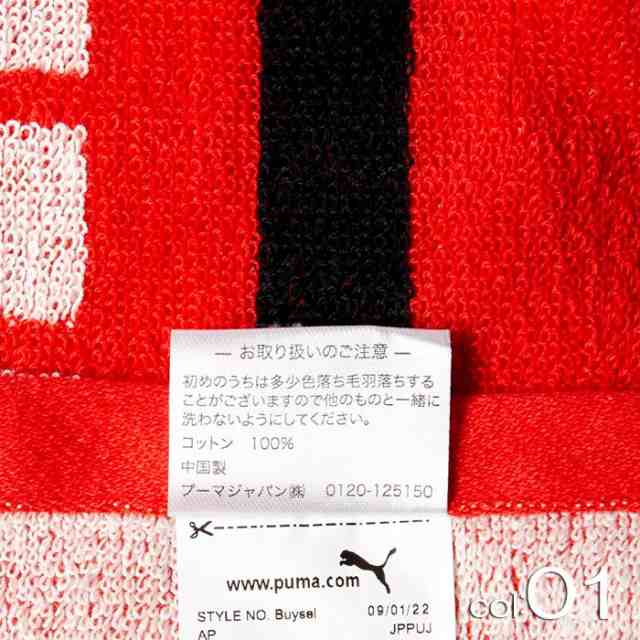 ― お取り扱いのご注意 ―
初めのうちは多少色落ち毛羽落ちする
ことがございますので他のものと一緒に
洗わないようにしてください。
コットン 100%
中国製
プーマジャパン㈱ 0120-125150
www.puma.com
STYLE NO. Buysel 09/01/22
AP JPPUJ
col.01